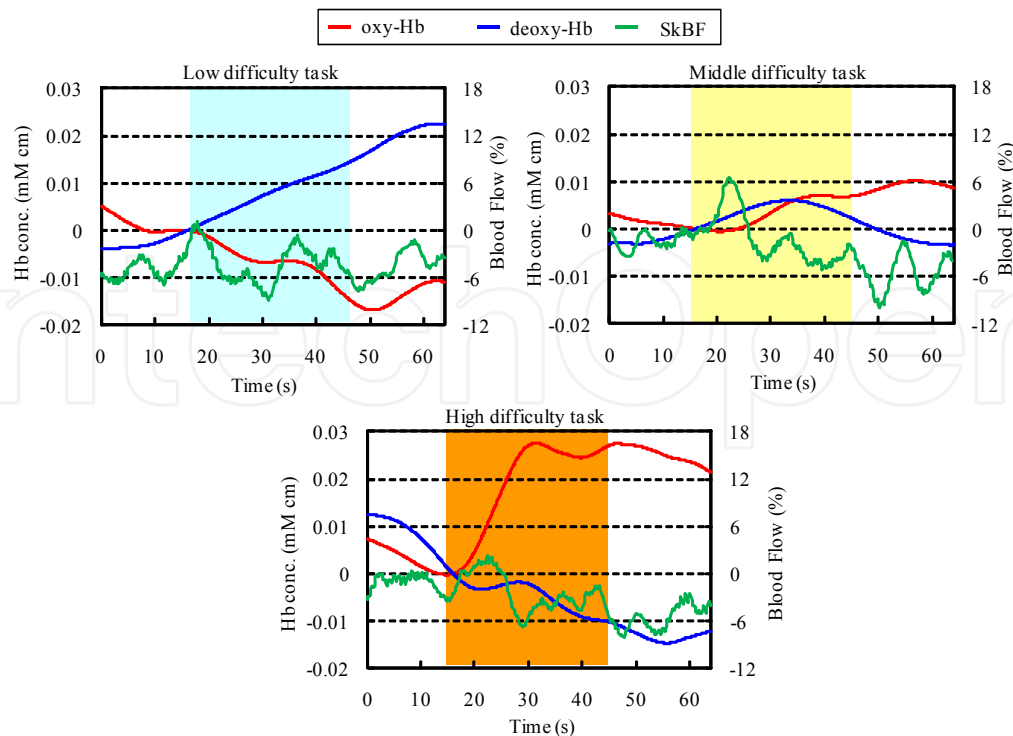 oxy-Hb deoxy-Hb SkBF
Low difficulty task
0.03
0.02
0.01
0
-0.01
-0.02
Hb conc. (mM cm)
18
12
6
0
-6
-12
Blood Flow (%)
0 10 20 30 40 50 60
Time (s)
Middle difficulty task
0.03
0.02
0.01
0
-0.01
-0.02
Hb conc. (mM cm)
18
12
6
0
-6
-12
Blood Flow (%)
0 10 20 30 40 50 60
Time (s)
High difficulty task
0.03
0.02
0.01
0
-0.01
-0.02
Hb conc. (mM cm)
18
12
6
0
-6
-12
Blood Flow (%)
0 10 20 30 40 50 60
Time (s)